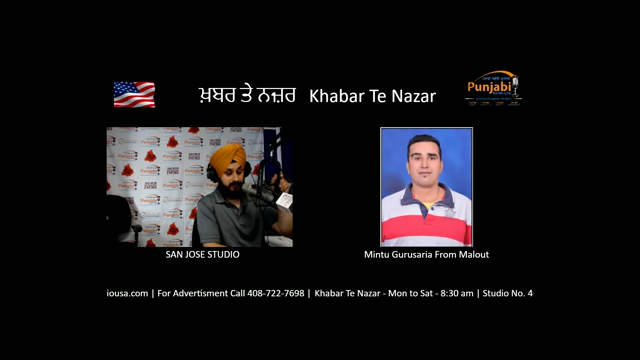 ਖ਼ਬਰ ਤੇ ਨਜ਼ਰ Khabar Te Nazar
Punjabi
SAN JOSE STUDIO
Mintu Gurusaria From Malout
iousa.com | For Advertisment Call 408-722-7698 | Khabar Te Nazar - Mon to Sat - 8:30 am | Studio No. 4